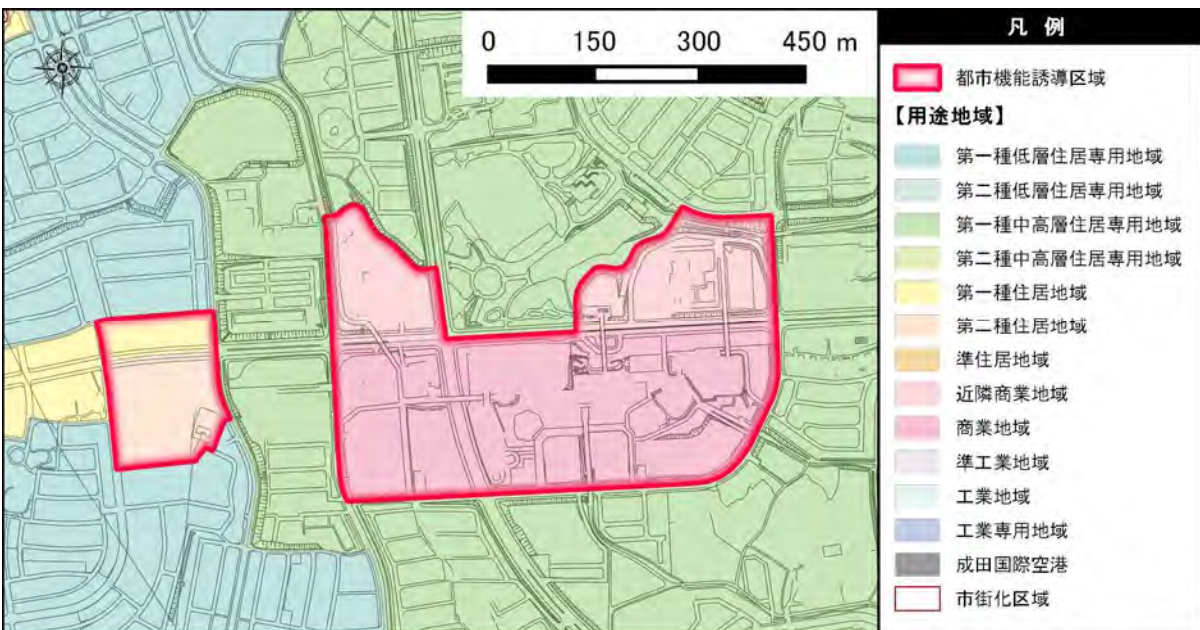 0 150 300 450 m
凡 例
都市機能誘導区域
【用途地域】
第一種低層住居専用地域
第二種低層住居専用地域
第一種中高層住居専用地域
第二種中高層住居専用地域
第一種住居地域
第二種住居地域
準住居地域
近隣商業地域
商業地域
準工業地域
工業地域
工業専用地域
成田国際空港
市街化区域